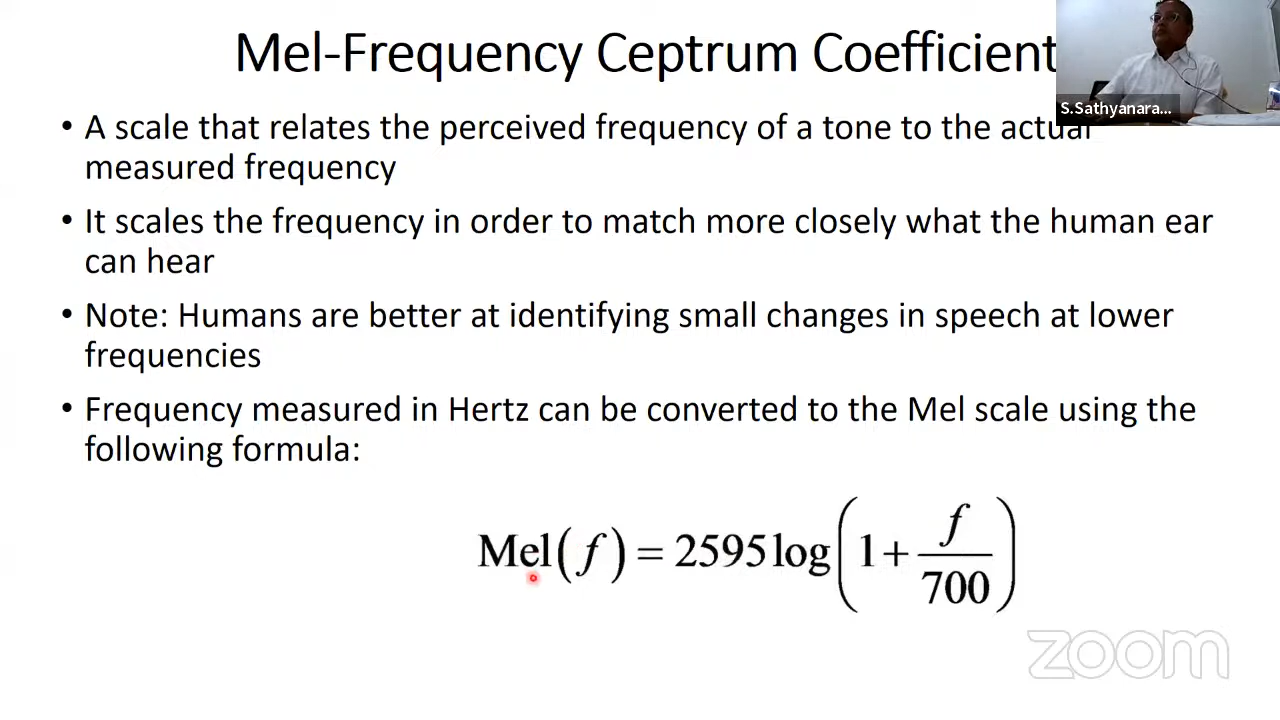 Mel-Frequency Ceptrum Coefficient
S.Sathyanara...
• A scale that relates the perceived frequency of a tone to the actual
measured frequency
• It scales the frequency in order to match more closely what the human ear
can hear
• Note: Humans are better at identifying small changes in speech at lower
frequencies
• Frequency measured in Hertz can be converted to the Mel scale using the
following formula:
Mel(f) = 2595 log(1 + f/700)
zoom